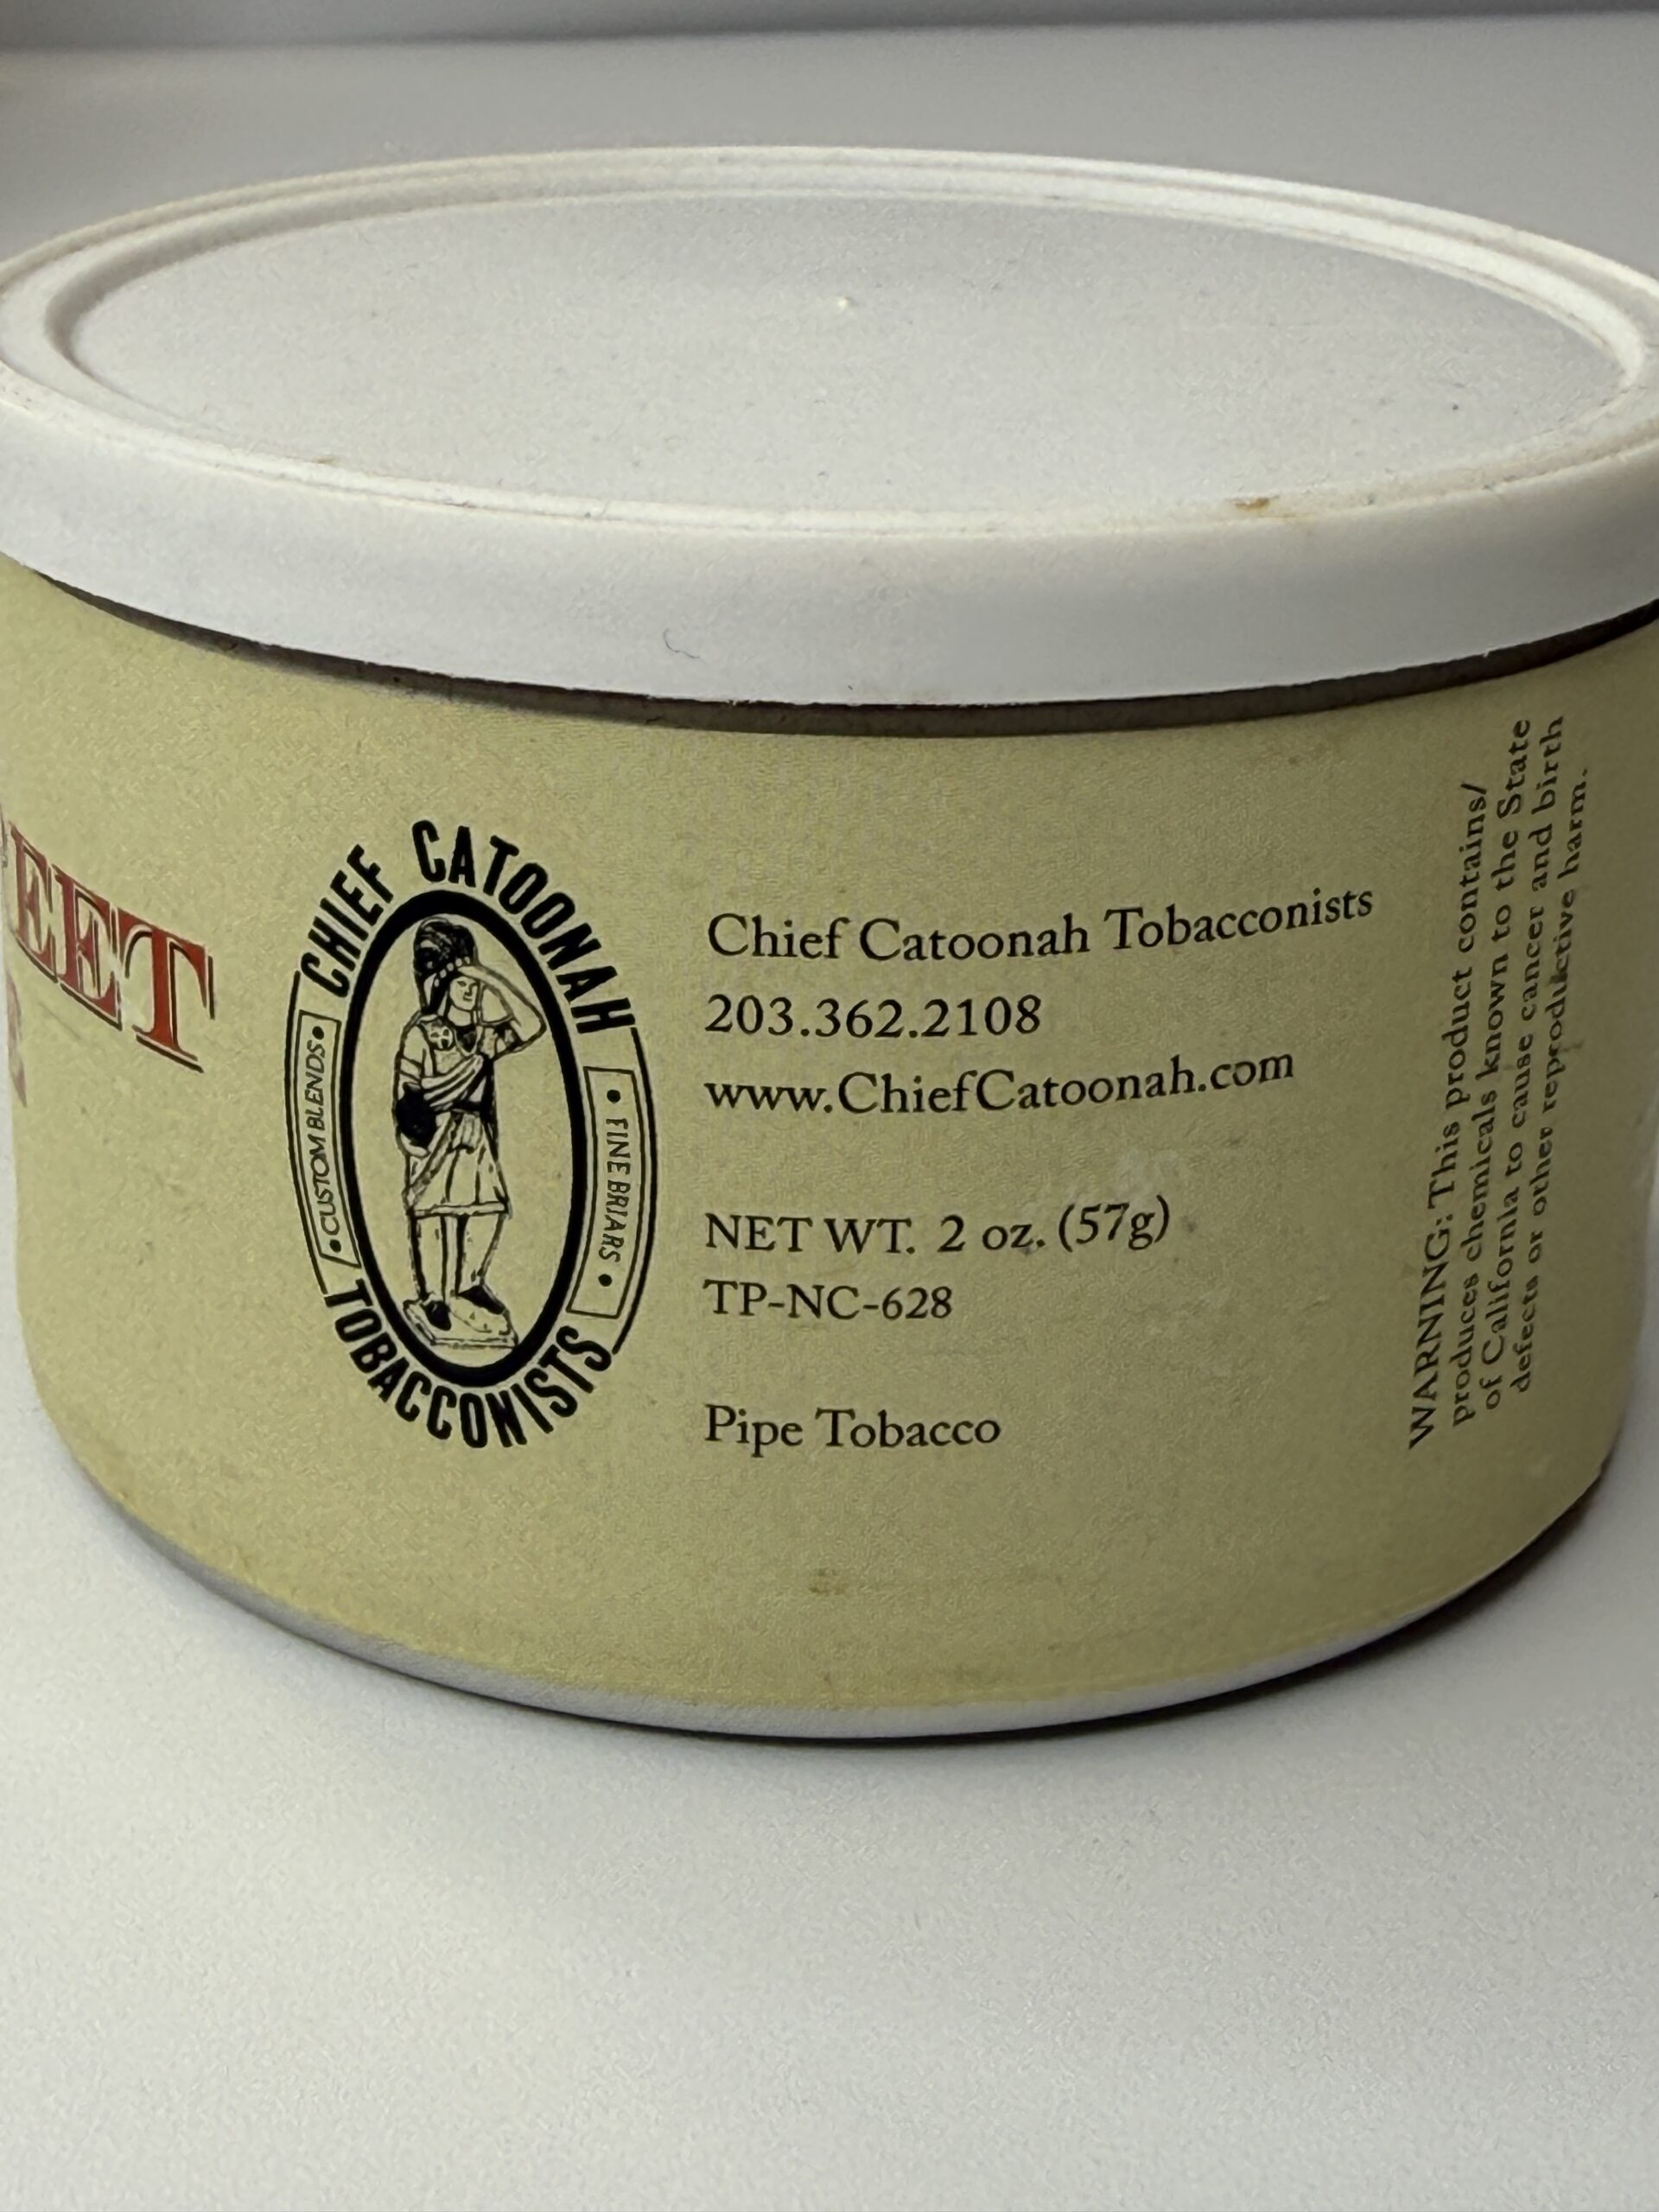 EET
CHIEF CATOONAH
• CUSTOM BLENDS •
• FINE BRIARS •
TOBACCONISTS
Chief Catoonah Tobacconists
203.362.2108
www.ChiefCatoonah.com
NET WT. 2 oz. (57g)
TP-NC-628
Pipe Tobacco
WARNING: This product contains/
produces chemicals known to the State
of California to cause cancer and birth
defects or other reproductive harm.